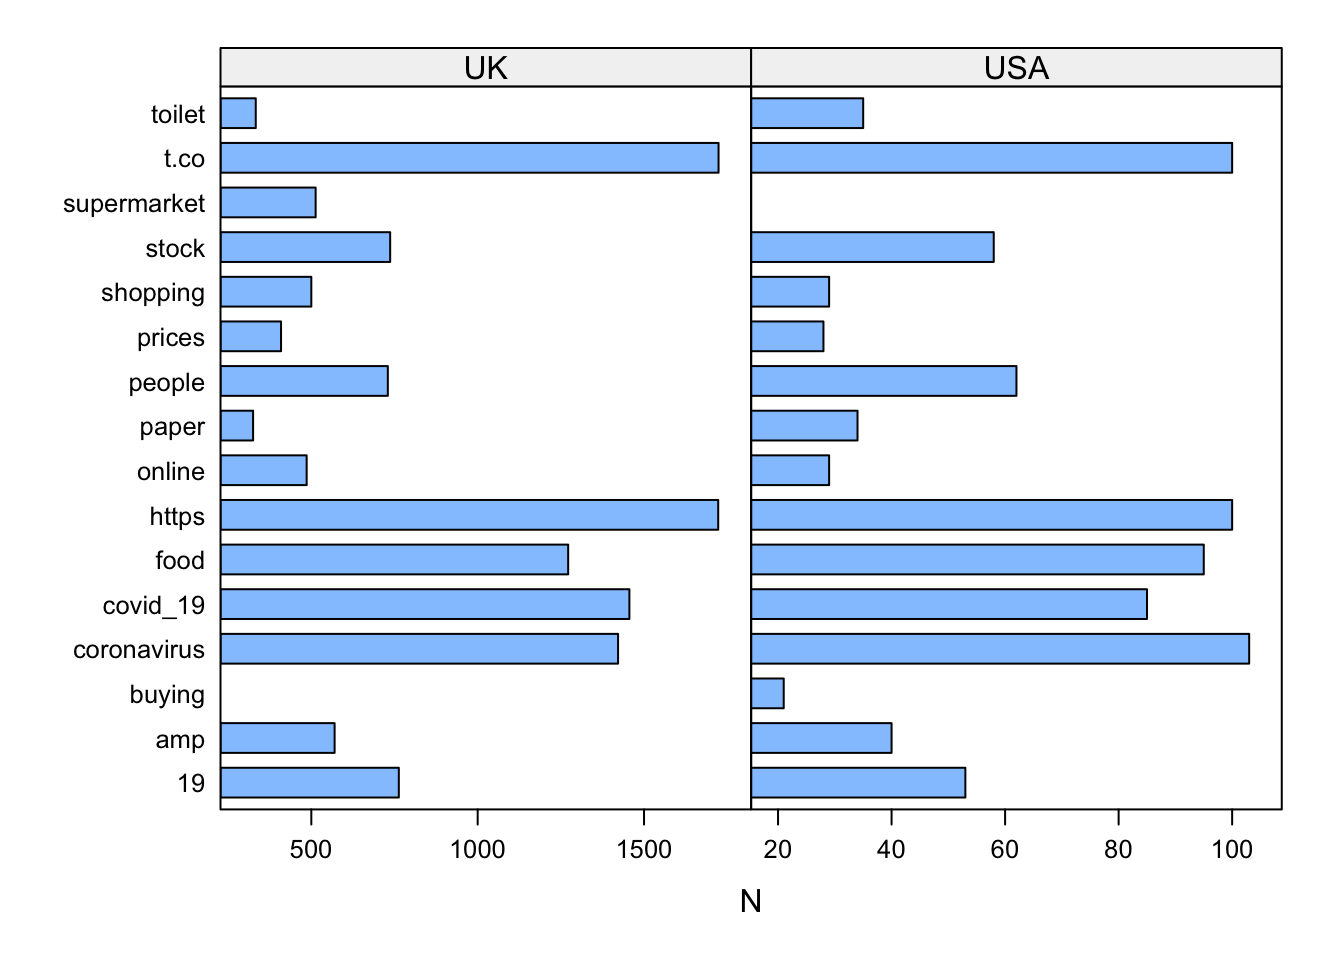 UK USA
toilet
t.co
supermarket
stock
shopping
prices
people
paper
online
https
food
covid_19
coronavirus
buying
amp
19
500 1000 1500 20 40 60 80 100
N